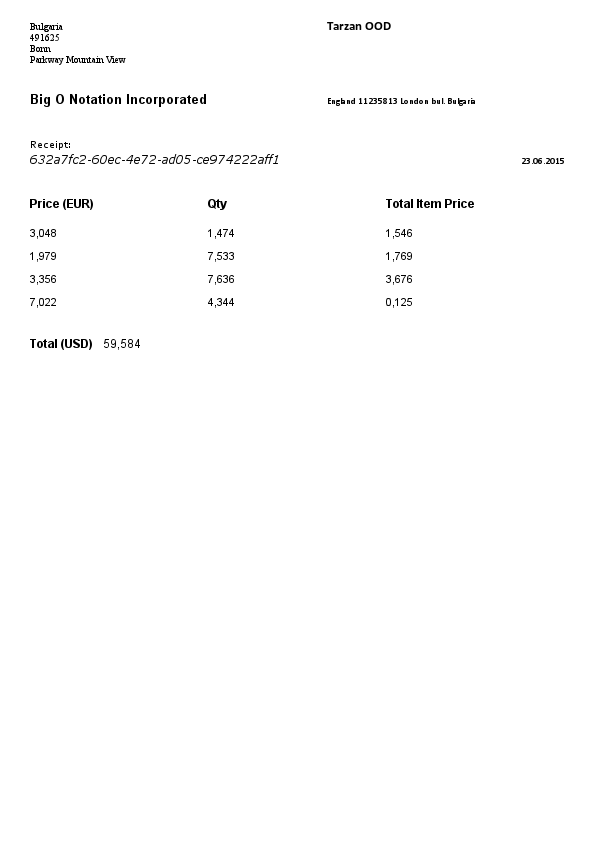 Bulgaria
491625
Bonn
Parkway Mountain View
Tarzan OOD
Big O Notation Incorporated
England 11235813 London bul. Bulgaria
Receipt:
632a7fc2-60ec-4e72-ad05-ce974222aff1
23.06.2015
Price (EUR) Qty Total Item Price
3,048 1,474 1,546
1,979 7,533 1,769
3,356 7,636 3,676
7,022 4,344 0,125
Total (USD) 59,584